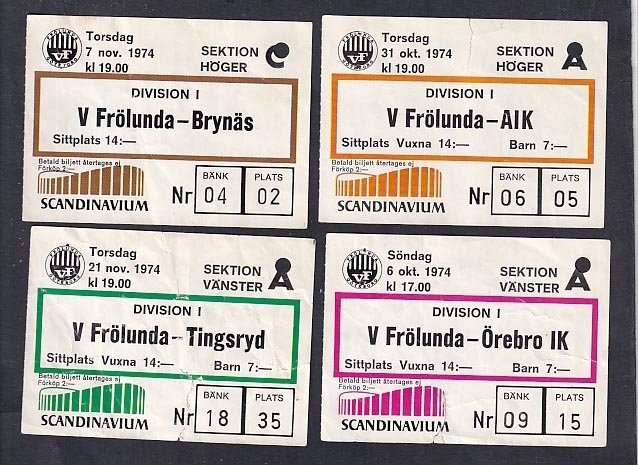 Torsdag
7 nov. 1974
kl 19.00
SEKTION C
HÖGER
DIVISION I
V Frölunda–Brynäs
Sittplats 14:—
Betald biljett återtages ej
Förköp 2:—
SCANDINAVIUM
Nr
BÄNK
04
PLATS
02
Torsdag
31 okt. 1974
kl 19.00
SEKTION A
HÖGER
DIVISION I
V Frölunda–AIK
Sittplats Vuxna 14:— Barn 7:—
Betald biljett återtages ej
Förköp 2:—
SCANDINAVIUM
Nr
BÄNK
06
PLATS
05
Torsdag
21 nov. 1974
kl 19.00
SEKTION A
VÄNSTER
DIVISION I
V Frölunda–Tingsryd
Sittplats Vuxna 14:— Barn 7:—
Betald biljett återtages ej
Förköp 2:—
SCANDINAVIUM
Nr
BÄNK
18
PLATS
35
Söndag
6 okt. 1974
kl 17.00
SEKTION A
VÄNSTER
DIVISION I
V Frölunda–Örebro IK
Sittplats Vuxna 14:— Barn 7:—
Betald biljett återtages ej
Förköp 2:—
SCANDINAVIUM
Nr
BÄNK
09
PLATS
15